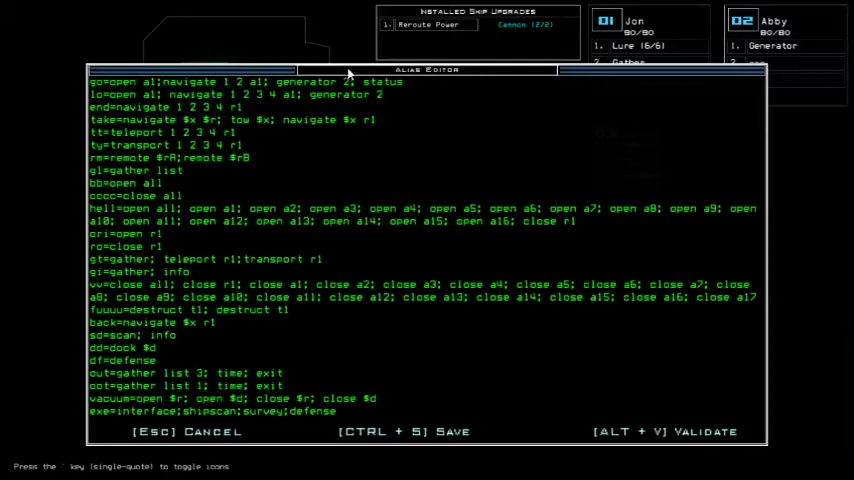 Installed Ship Upgrades
1. Reroute Power Cannon (2/2)
01 Jon
90/90
1. Lure (6/6)
2. Gather
02 Abby
80/80
1. Generator
2. ---
Alias Editor
go=open a1;navigate 1 2 a1; generator 2; status
lo=open a1; navigate 1 2 3 4 a1; generator 2
end=navigate 1 2 3 4 r1
take=navigate $x $r; tow $x; navigate $x r1
tt=teleport 1 2 3 4 r1
ty=transport 1 2 3 4 r1
rm=remote $rA;remote $rB
gl=gather list
bb=open all
cccc=close all
hell=open all; open a1; open a2; open a3; open a4; open a5; open a6; open a7; open a8; open a9; open
a10; open a11; open a12; open a13; open a14; open a15; open a16; close r1
ori=open r1
ro=close r1
gt=gather; teleport r1;transport r1
gi=gather; info
vv=close all; close r1; close a1; close a2; close a3; close a4; close a5; close a6; close a7; close
a8; close a9; close a10; close a11; close a12; close a13; close a14; close a15; close a16; close a17
fuuuu=destruct t1; destruct t1
back=navigate $x r1
sd=scan; info
dd=dock $d
df=defense
out=gather list 3; time; exit
oot=gather list 1; time; exit
vacuum=open $r; open $d; close $r; close $d
exe=interface;shipscan;survey;defense
[Esc] Cancel
[CTRL + S] Save
[ALT + V] Validate
Press the ' key (single-quote) to toggle icons